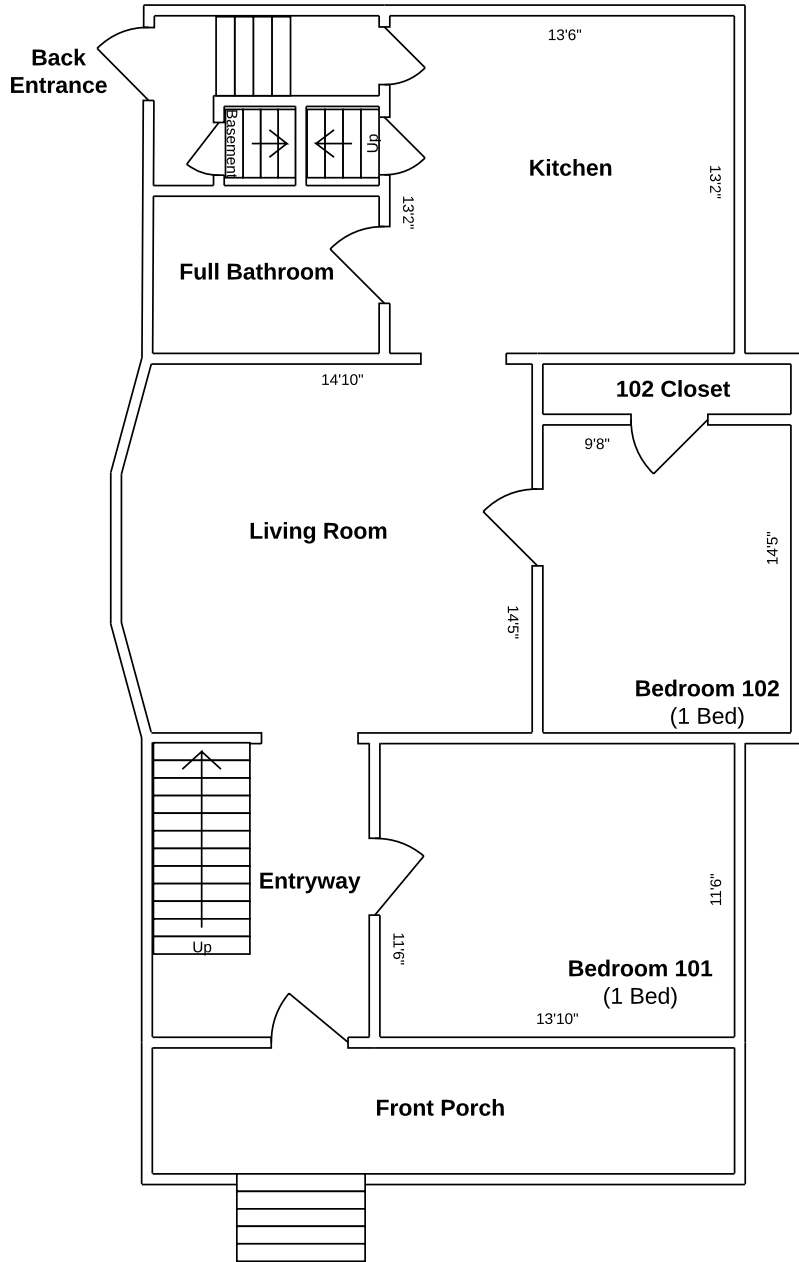 Back
Entrance
13'6"
Basement
Up
Kitchen
13'2"
13'2"
Full Bathroom
14'10"
102 Closet
9'8"
Living Room
14'5"
14'5"
Bedroom 102
(1 Bed)
Entryway
11'6"
Up
11'6"
Bedroom 101
(1 Bed)
13'10"
Front Porch